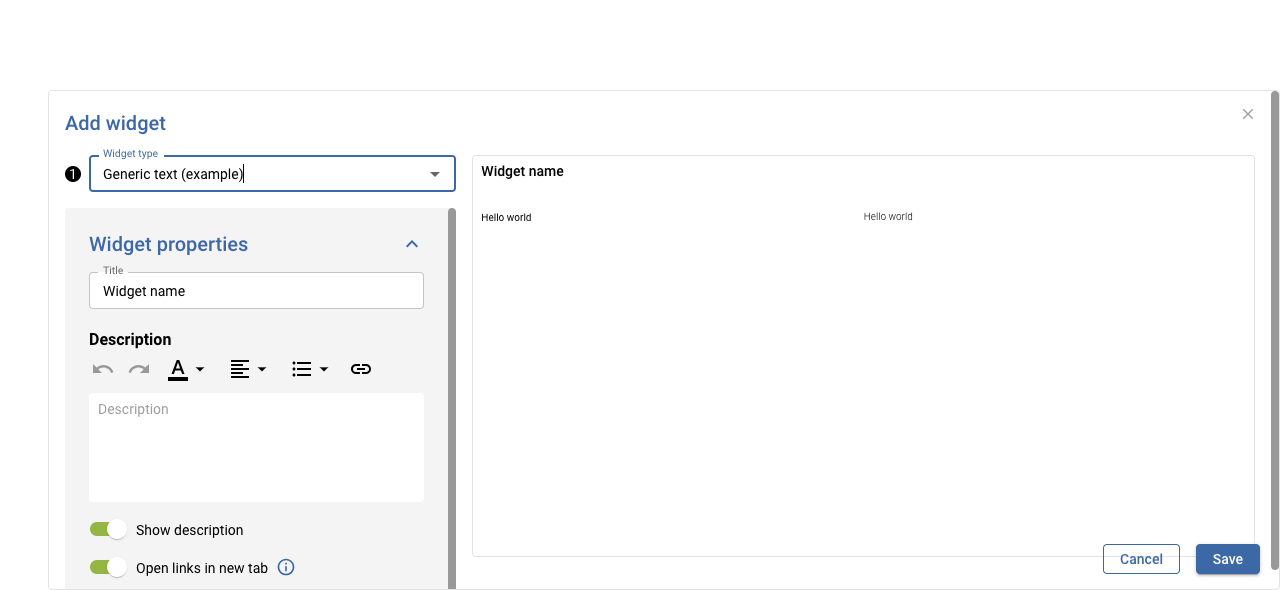 Add widget
Widget type
1
Generic text (example)
Widget properties
Title
Widget name
Description
A
Description
Show description
Open links in new tab
Widget name
Hello world
Hello world
Cancel
Save